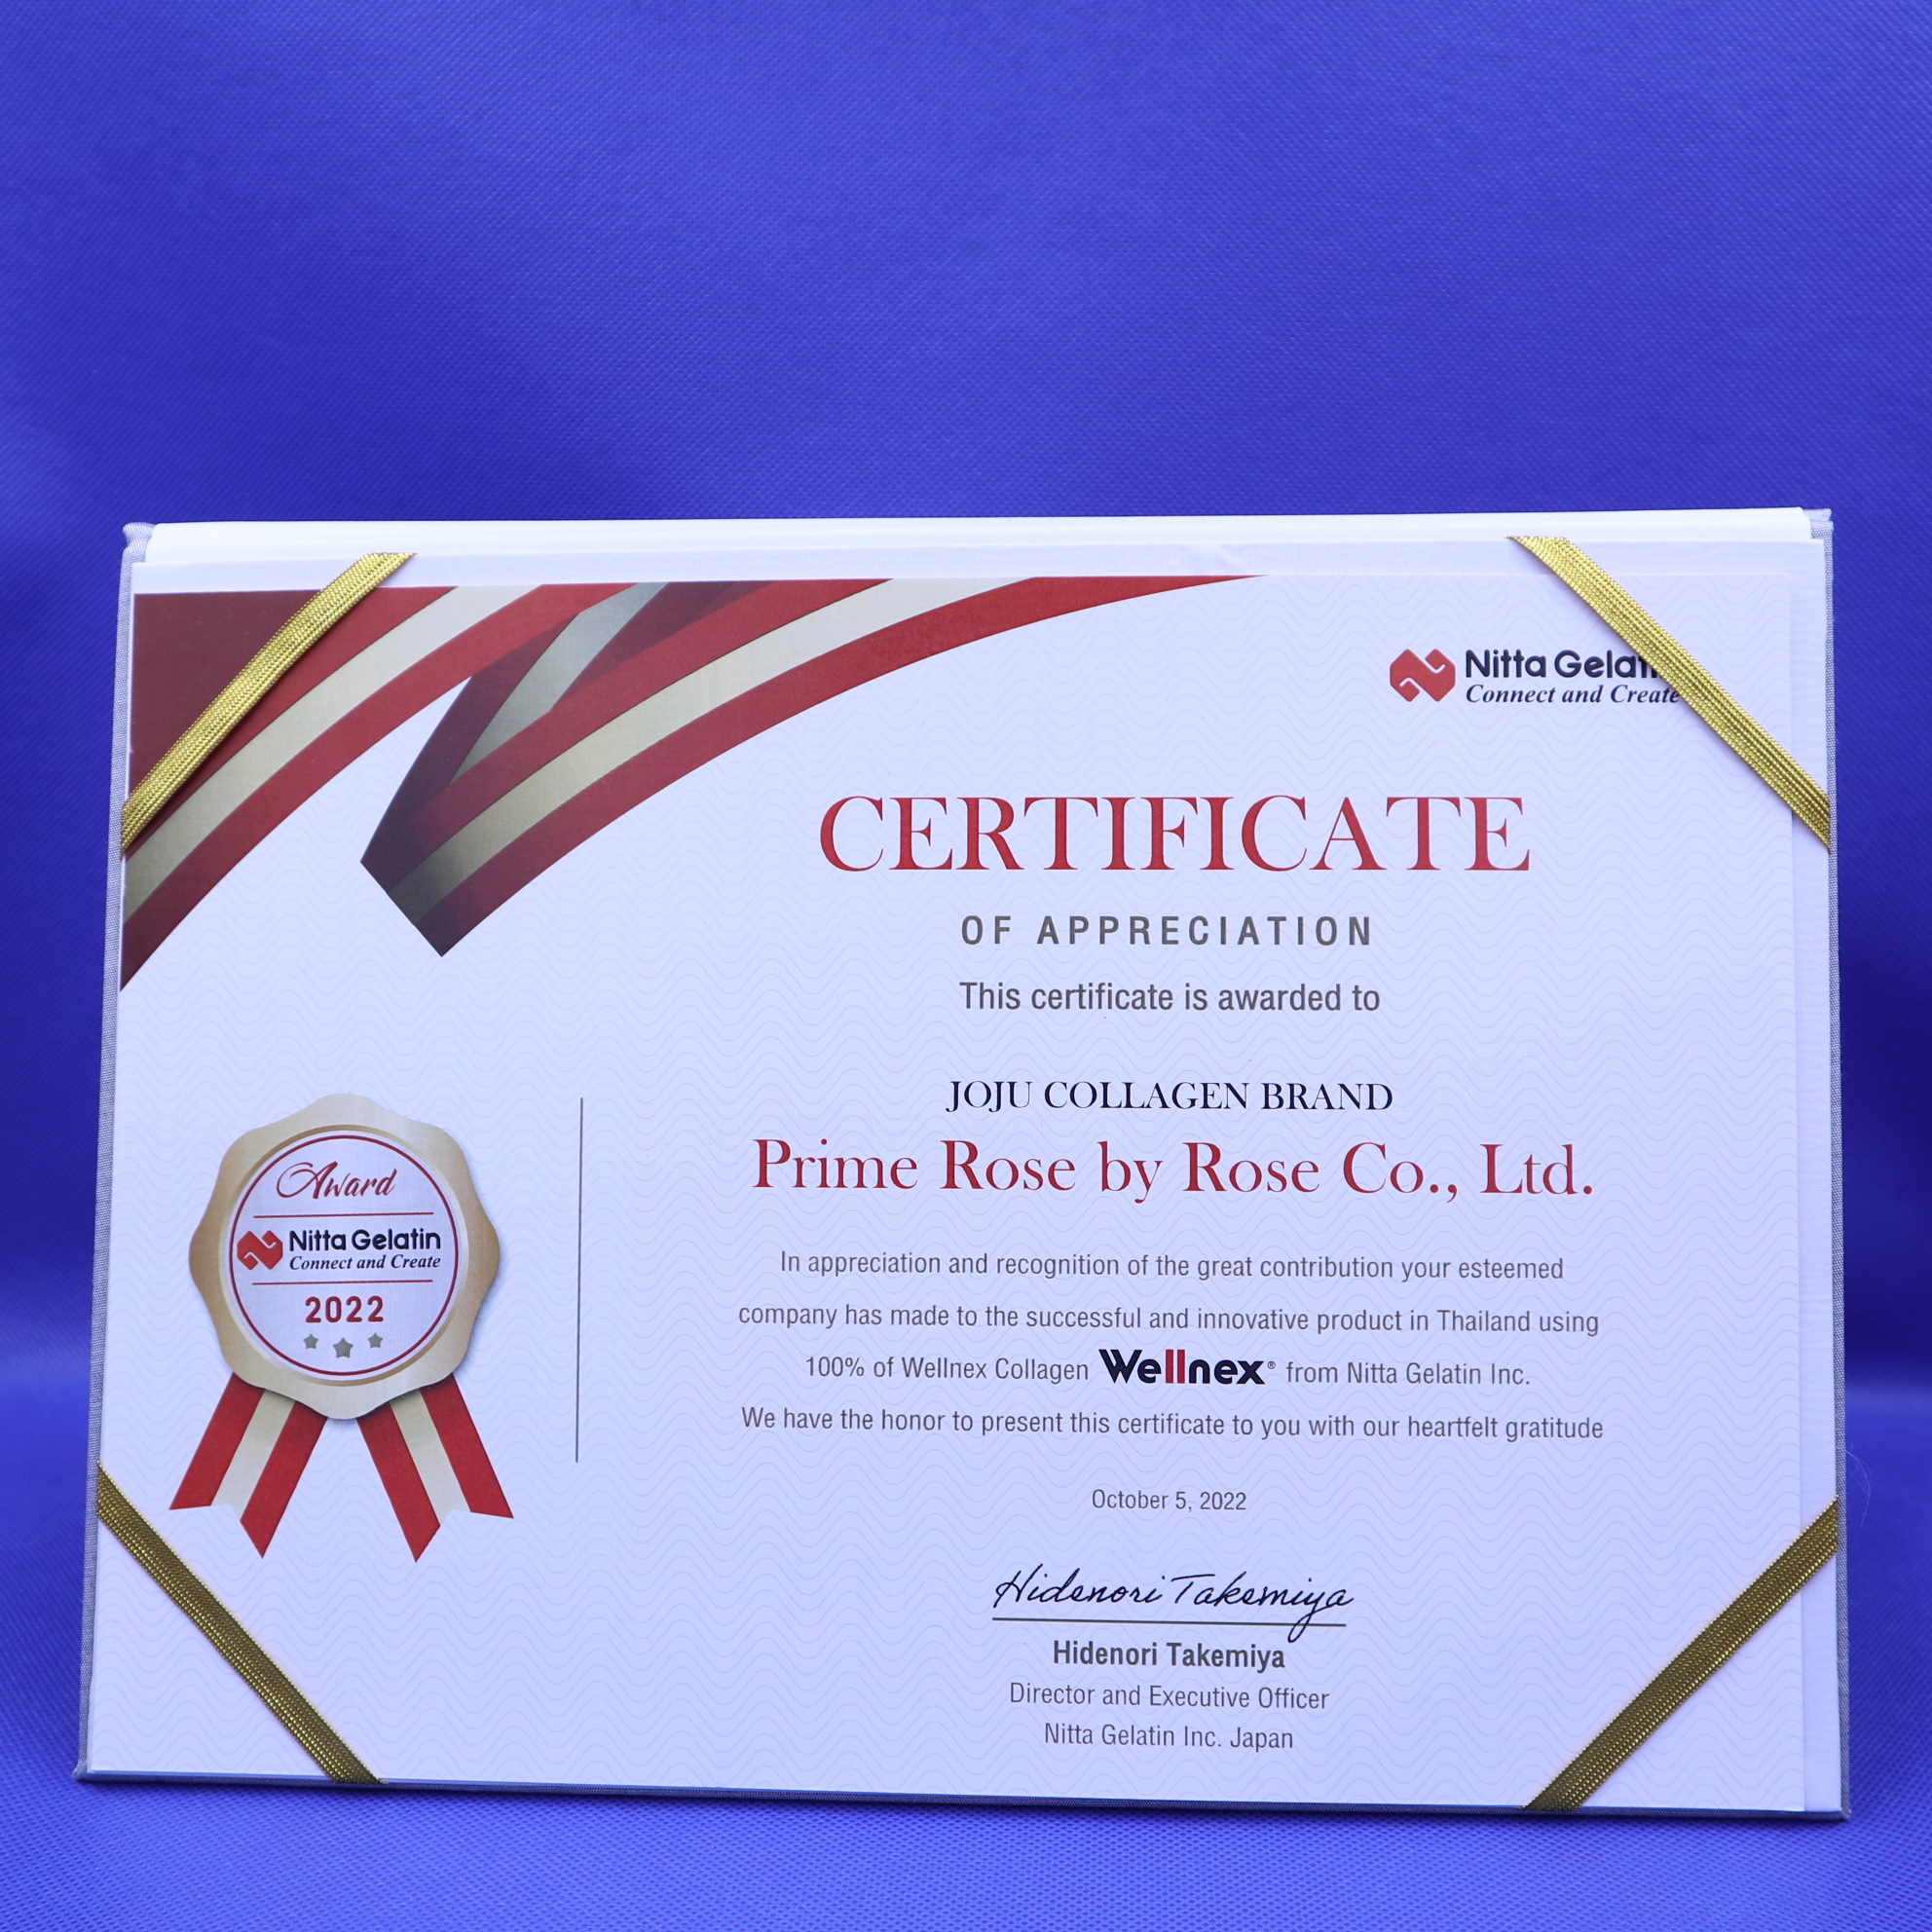 Nitta Gelatin
Connect and Create
CERTIFICATE
OF APPRECIATION
This certificate is awarded to
JOJU COLLAGEN BRAND
Prime Rose by Rose Co., Ltd.
In appreciation and recognition of the great contribution your esteemed
company has made to the successful and innovative product in Thailand using
100% of Wellnex Collagen Wellnex® from Nitta Gelatin Inc.
We have the honor to present this certificate to you with our heartfelt gratitude
October 5, 2022
Hidenori Takemiya
Hidenori Takemiya
Director and Executive Officer
Nitta Gelatin Inc. Japan
Award
Nitta Gelatin
Connect and Create
2022